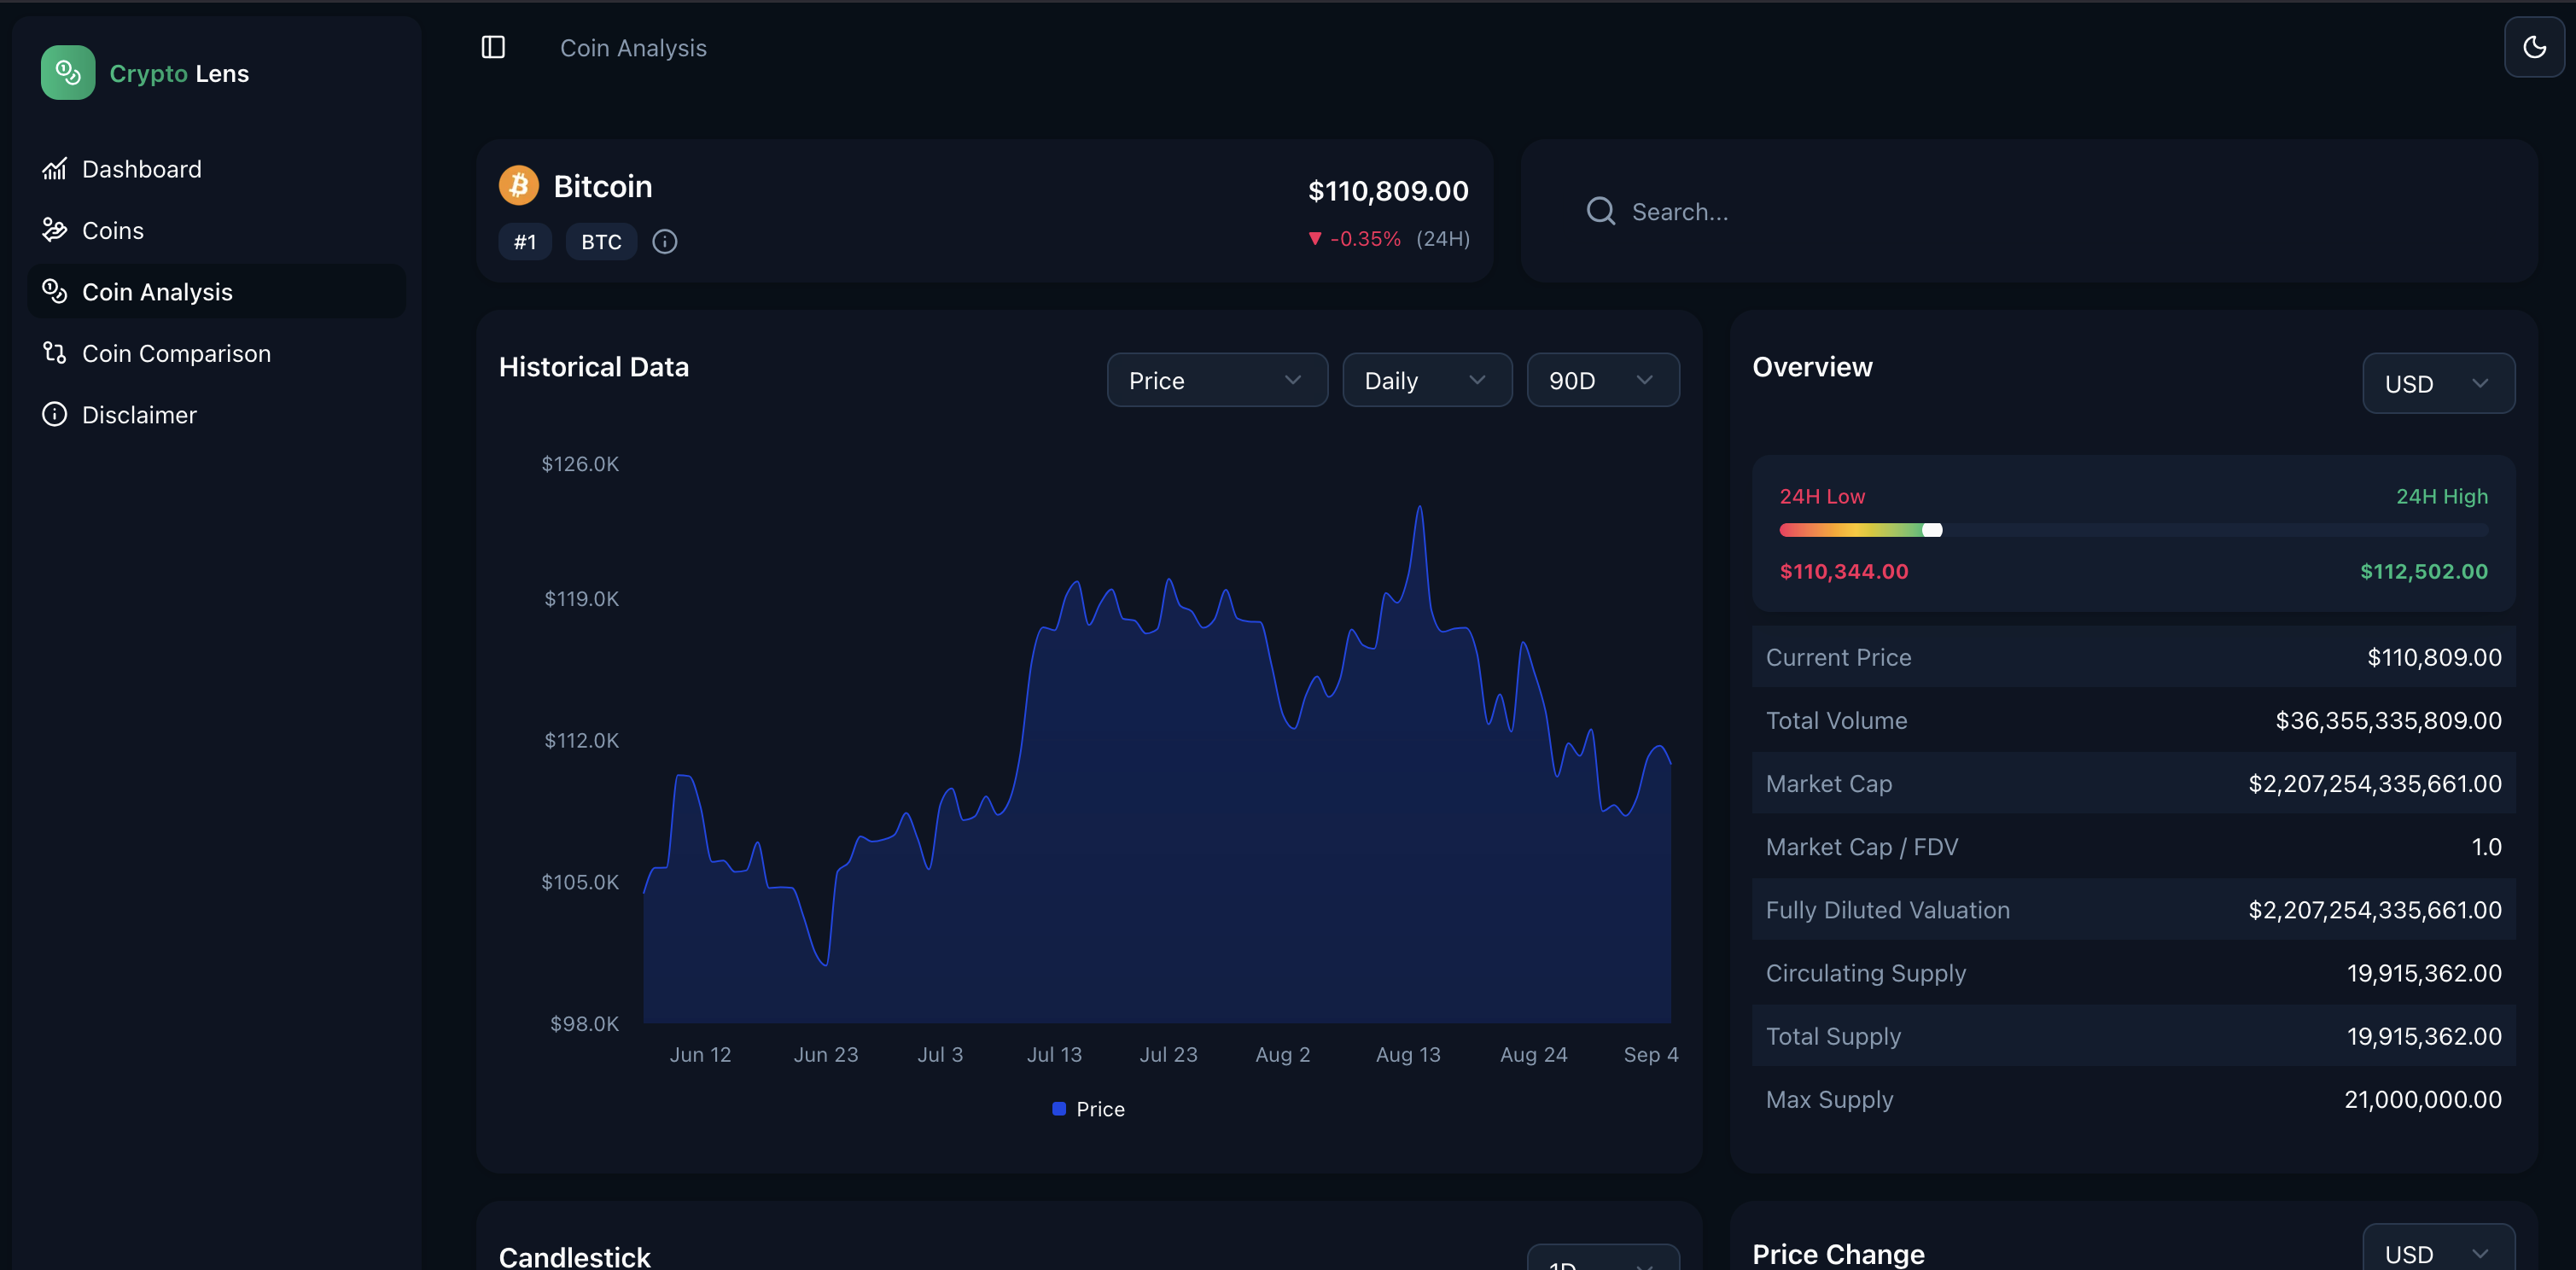 Crypto Lens
Dashboard
Coins
Coin Analysis
Coin Comparison
Disclaimer
Coin Analysis
Bitcoin
#1 BTC
$110,809.00
▼ -0.35% (24H)
Search...
Historical Data
Price
Daily
90D
$126.0K
$119.0K
$112.0K
$105.0K
$98.0K
Jun 12 Jun 23 Jul 3 Jul 13 Jul 23 Aug 2 Aug 13 Aug 24 Sep 4
Price
Overview
USD
24H Low 24H High
$110,344.00 $112,502.00
Current Price $110,809.00
Total Volume $36,355,335,809.00
Market Cap $2,207,254,335,661.00
Market Cap / FDV 1.0
Fully Diluted Valuation $2,207,254,335,661.00
Circulating Supply 19,915,362.00
Total Supply 19,915,362.00
Max Supply 21,000,000.00
Candlestick
1D
Price Change
USD